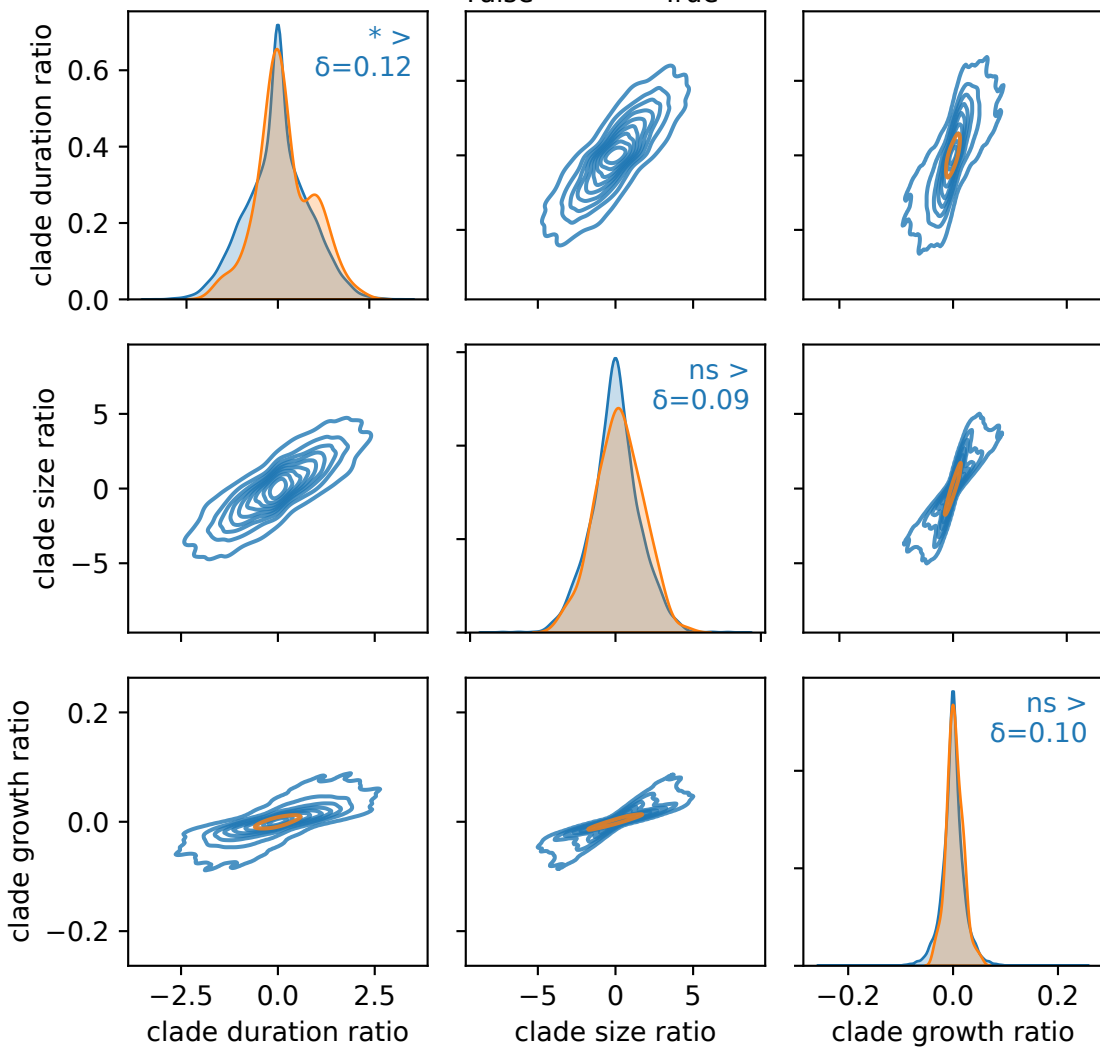 clade duration ratio
0.6
0.4
0.2
0.0
* >
δ=0.12
clade size ratio
5
0
−5
ns >
δ=0.09
clade growth ratio
0.2
0.0
−0.2
ns >
δ=0.10
−2.5 0.0 2.5
−5 0 5
−0.2 0.0 0.2
clade duration ratio
clade size ratio
clade growth ratio